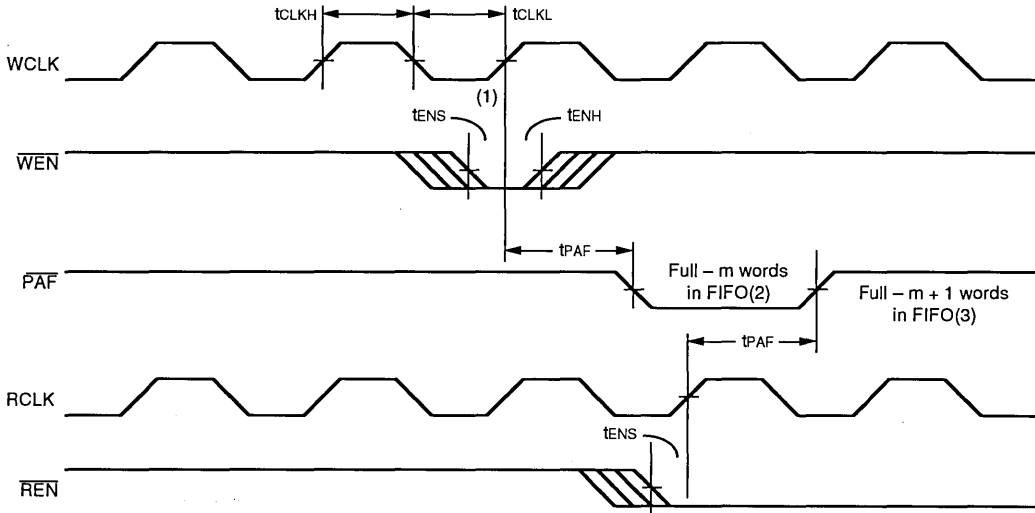 tCLKH
tCLKL
WCLK
(1)
tENS
tENH
WEN
tPAF
PAF
Full – m words
in FIFO(2)
Full – m + 1 words
in FIFO(3)
tPAF
RCLK
tENS
REN